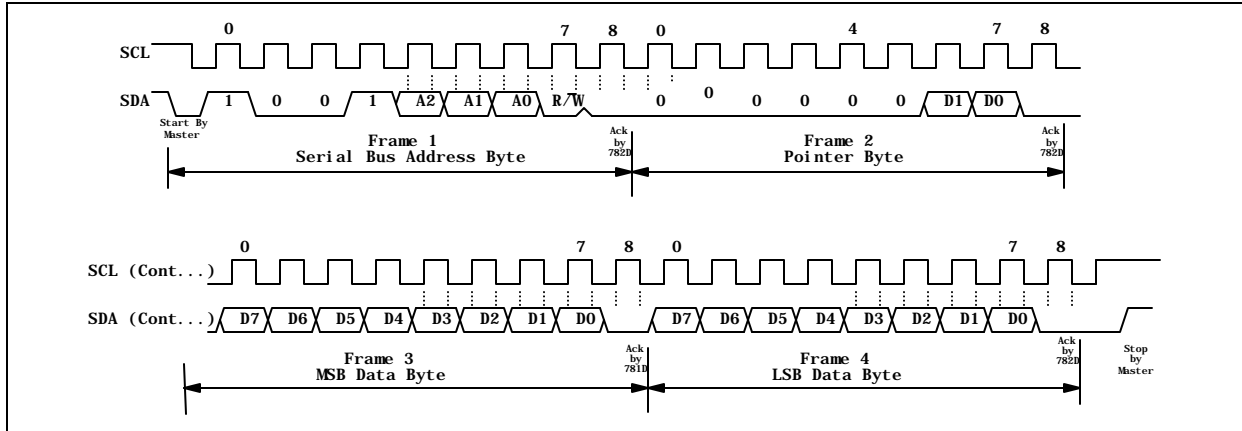 0 7 8 0 4 7 8
SCL
SDA 1 0 0 1 A2 A1 A0 R/W 0 0 0 0 0 0 D1 D0
Start By
Master
Frame 1
Serial Bus Address Byte
Ack
by
782D
Frame 2
Pointer Byte
Ack
by
782D
0 7 8 0 7 8
SCL (Cont...)
SDA (Cont...) D7 D6 D5 D4 D3 D2 D1 D0 D7 D6 D5 D4 D3 D2 D1 D0
Frame 3
MSB Data Byte
Ack
by
781D
Frame 4
LSB Data Byte
Ack
by
782D
Stop
by
Master